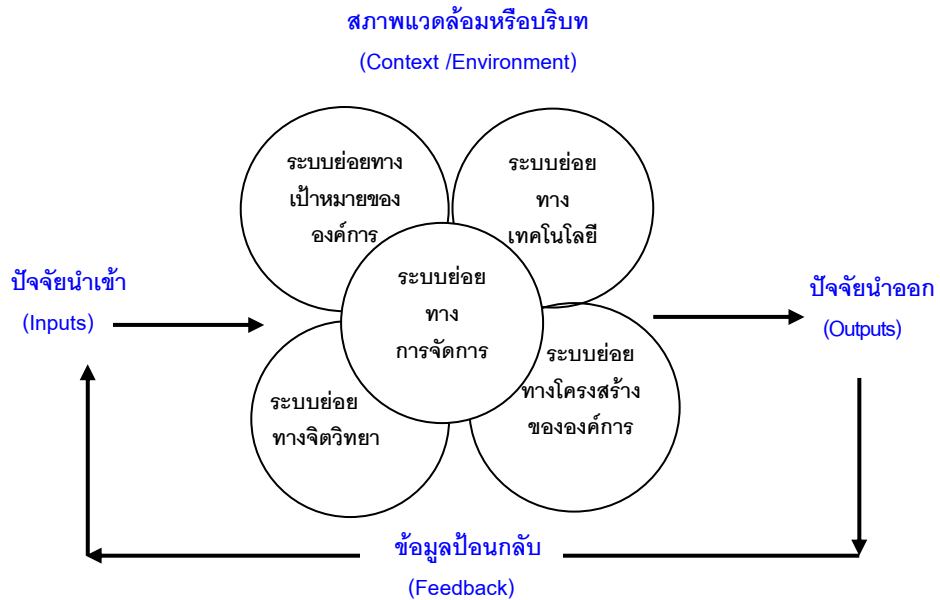 สภาพแวดล้อมหรือบริบท
(Context /Environment)
ระบบย่อยทาง
เป้าหมายของ
องค์การ
ระบบย่อย
ทาง
เทคโนโลยี
ปัจจัยนำเข้า
(Inputs)
ระบบย่อย
ทาง
การจัดการ
ปัจจัยนำออก
(Outputs)
ระบบย่อย
ทางจิตวิทยา
ระบบย่อย
ทางโครงสร้าง
ขององค์การ
ข้อมูลป้อนกลับ
(Feedback)